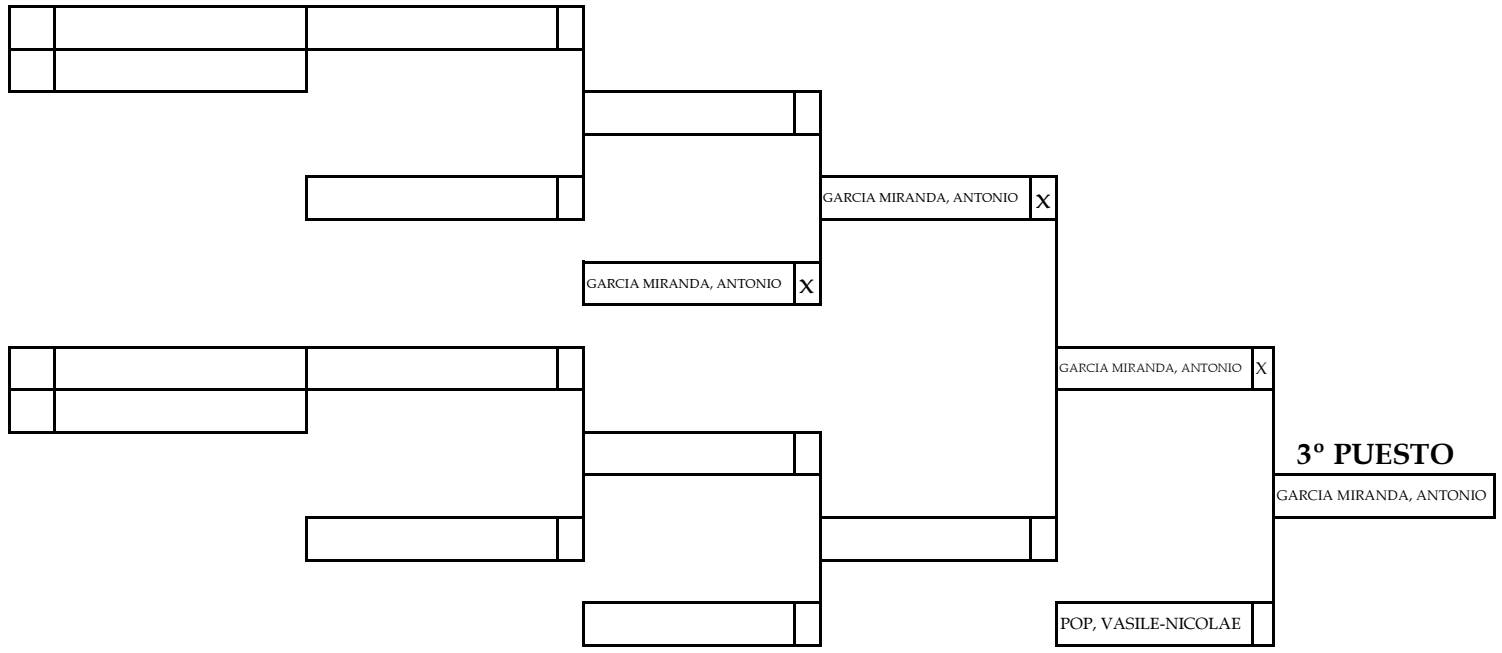 GARCIA MIRANDA, ANTONIO X
GARCIA MIRANDA, ANTONIO X
GARCIA MIRANDA, ANTONIO X
3º PUESTO
GARCIA MIRANDA, ANTONIO
POP, VASILE-NICOLAE